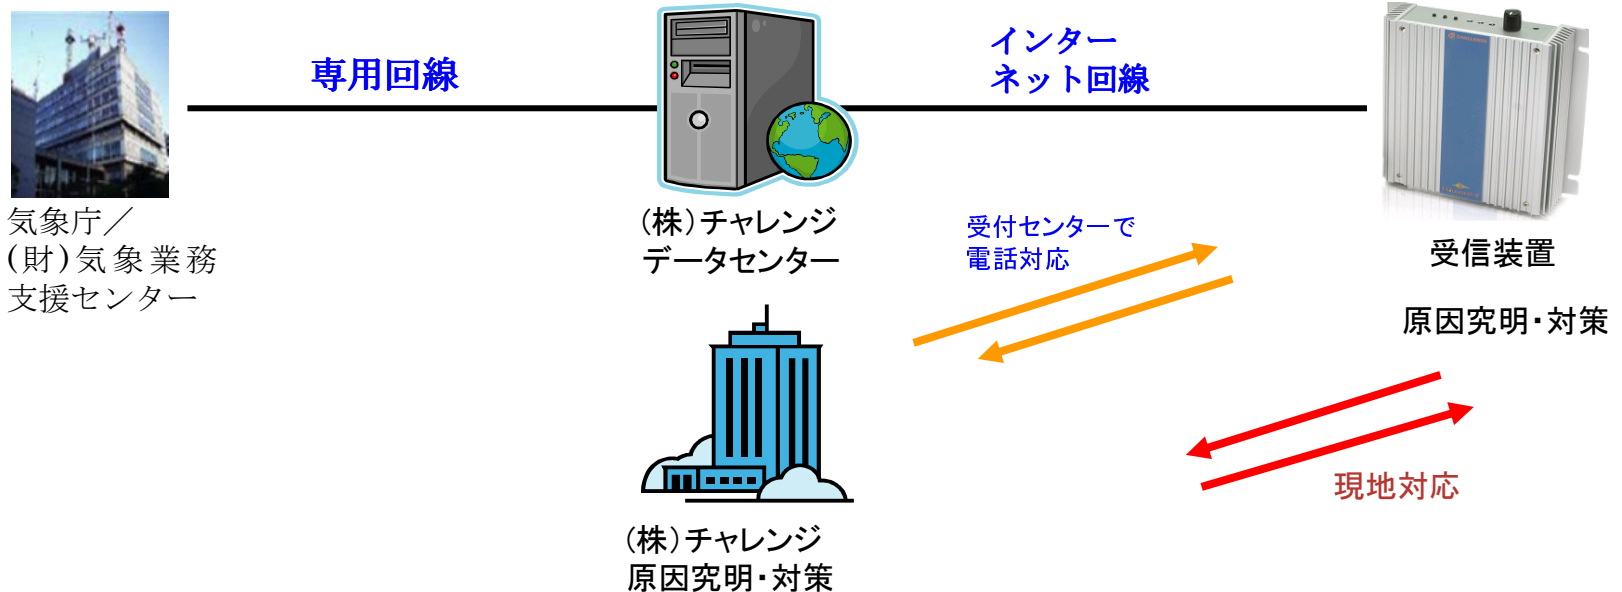 専用回線
インター
ネット回線
気象庁／
(財)気象業務
支援センター
(株)チャレンジ
データセンター
受付センターで
電話対応
受信装置
原因究明・対策
現地対応
(株)チャレンジ
原因究明・対策